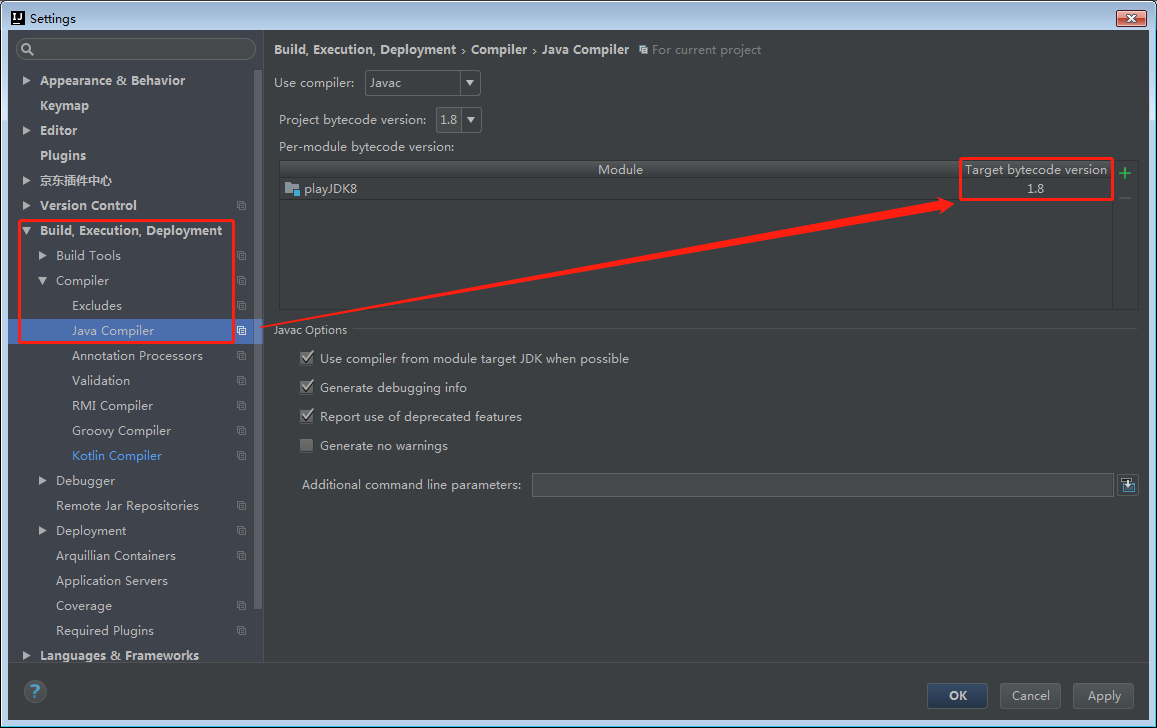 Settings
Build, Execution, Deployment › Compiler › Java Compiler For current project
Appearance & Behavior
Keymap
Editor
Plugins
京东插件中心
Version Control
Build, Execution, Deployment
Build Tools
Compiler
Excludes
Java Compiler
Annotation Processors
Validation
RMI Compiler
Groovy Compiler
Kotlin Compiler
Debugger
Remote Jar Repositories
Deployment
Arquillian Containers
Application Servers
Coverage
Required Plugins
Languages & Frameworks
Use compiler: Javac
Project bytecode version: 1.8
Per-module bytecode version:
Module Target bytecode version
playJDK8 1.8
Javac Options
Use compiler from module target JDK when possible
Generate debugging info
Report use of deprecated features
Generate no warnings
Additional command line parameters:
? OK Cancel Apply